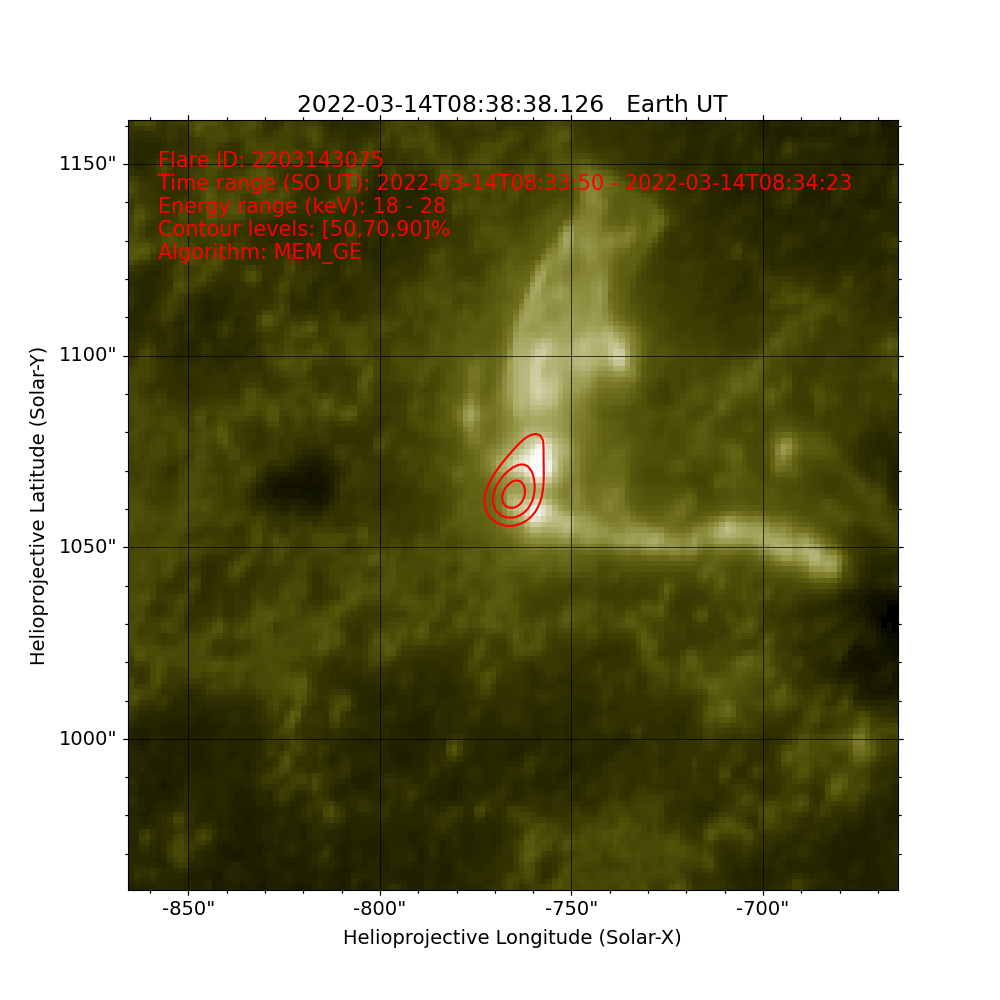 2022-03-14T08:38:38.126   Earth UT
Flare ID: 2203143075
Time range (SO UT): 2022-03-14T08:33:50 - 2022-03-14T08:34:23
Energy range (keV): 18 - 28
Contour levels: [50,70,90]%
Algorithm: MEM_GE
1150"
1100"
1050"
1000"
Helioprojective Latitude (Solar-Y)
-850" -800" -750" -700"
Helioprojective Longitude (Solar-X)